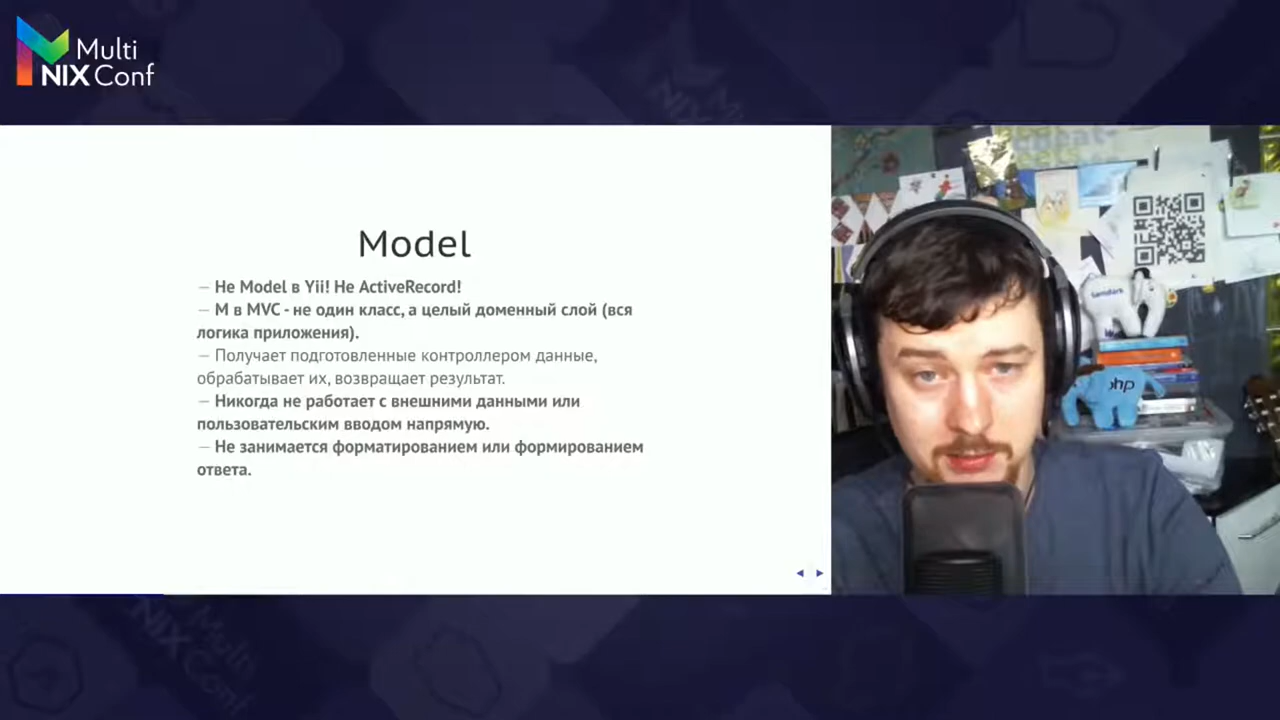 Multi
NIX Conf
Model
— Не Model в Yii! Не ActiveRecord!
— M в MVC - не один класс, а целый доменный слой (вся
логика приложения).
— Получает подготовленные контроллером данные,
обрабатывает их, возвращает результат.
— Никогда не работает с внешними данными или
пользовательским вводом напрямую.
— Не занимается форматированием или формированием
ответа.
php